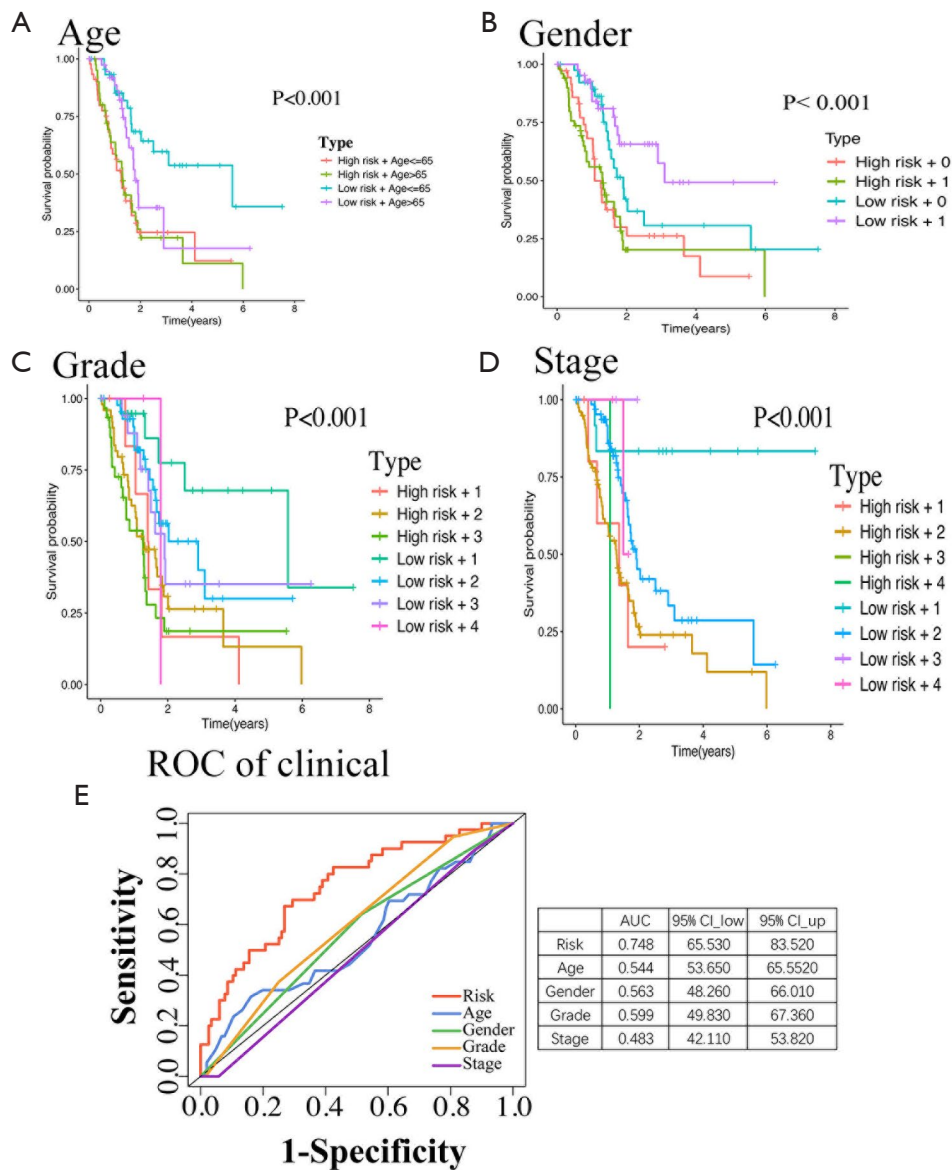 A
Age
1.00
0.75
0.50
0.25
0.00
Survival probability
0 2 4 6 8
Time(years)
P<0.001
Type
High risk + Age<=65
High risk + Age>65
Low risk + Age<=65
Low risk + Age>65
B
Gender
1.00
0.75
0.50
0.25
0.00
Survival probability
0 2 4 6 8
Time(years)
P< 0.001
Type
High risk + 0
High risk + 1
Low risk + 0
Low risk + 1
C
Grade
1.00
0.75
0.50
0.25
0.00
Survival probability
0 2 4 6 8
Time(years)
P<0.001
Type
High risk + 1
High risk + 2
High risk + 3
Low risk + 1
Low risk + 2
Low risk + 3
Low risk + 4
D
Stage
1.00
0.75
0.50
0.25
0.00
Survival probability
0 2 4 6 8
Time(years)
P<0.001
Type
High risk + 1
High risk + 2
High risk + 3
High risk + 4
Low risk + 1
Low risk + 2
Low risk + 3
Low risk + 4
ROC of clinical
E
1.0
0.8
0.6
0.4
0.2
0.0
Sensitivity
0.0 0.2 0.4 0.6 0.8 1.0
1-Specificity
Risk
Age
Gender
Grade
Stage
AUC 95% CI_low 95% CI_up
Risk 0.748 65.530 83.520
Age 0.544 53.650 65.5520
Gender 0.563 48.260 66.010
Grade 0.599 49.830 67.360
Stage 0.483 42.110 53.820